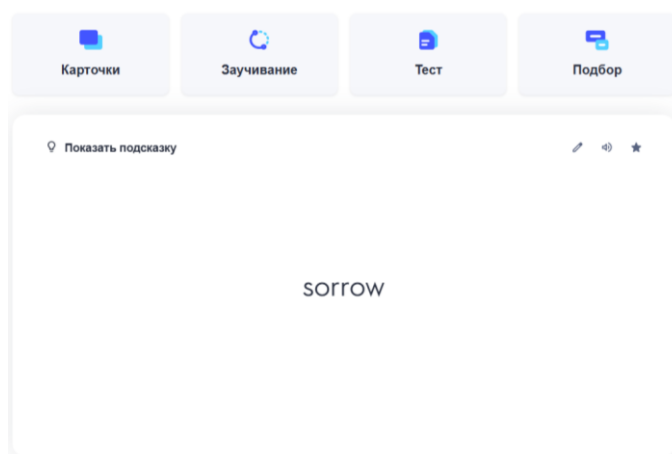 Карточки Заучивание Тест Подбор
Показать подсказку
sorrow